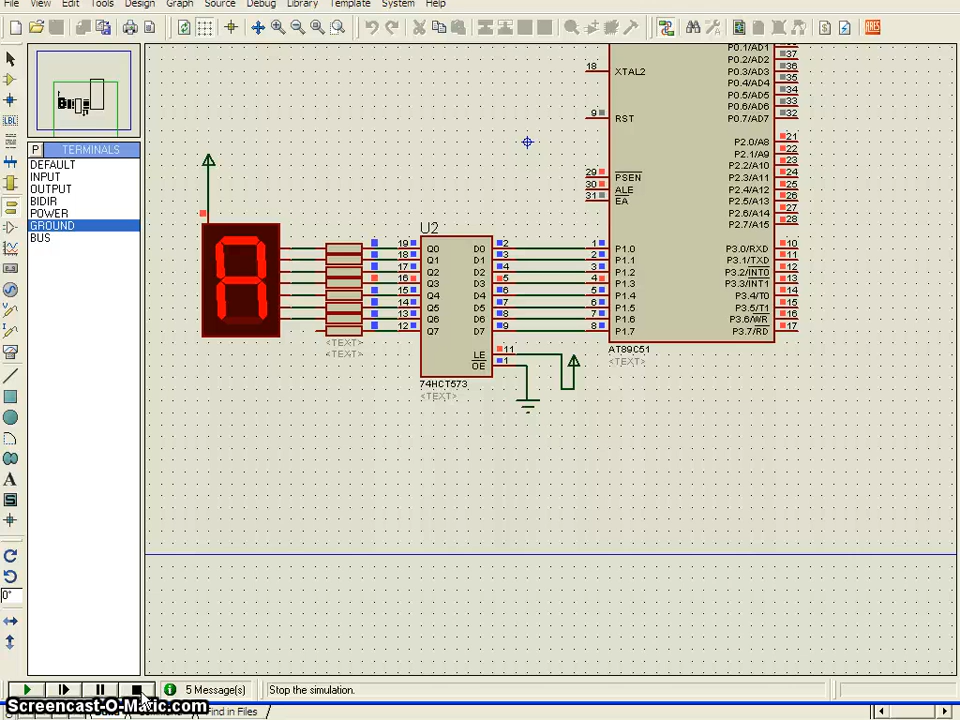 File View Edit Tools Design Graph Source Debug Library Template System Help
P TERMINALS
DEFAULT
INPUT
OUTPUT
BIDIR
POWER
GROUND
BUS
LBL
A
S
0°
ARES
18 XTAL2
9 RST
29 PSEN
30 ALE
31 EA
P0.1/AD1
P0.2/AD2 37
P0.3/AD3 36
P0.4/AD4 35
P0.5/AD5 34
P0.6/AD6 33
P0.7/AD7 32
P2.0/A8 21
P2.1/A9 22
P2.2/A10 23
P2.3/A11 24
P2.4/A12 25
P2.5/A13 26
P2.6/A14 27
P2.7/A15 28
U2
19 Q0 D0 2 1 P1.0 P3.0/RXD 10
18 Q1 D1 3 2 P1.1 P3.1/TXD 11
17 Q2 D2 4 3 P1.2 P3.2/INT0 12
16 Q3 D3 5 4 P1.3 P3.3/INT1 13
15 Q4 D4 6 5 P1.4 P3.4/T0 14
14 Q5 D5 7 6 P1.5 P3.5/T1 15
13 Q6 D6 8 7 P1.6 P3.6/WR 16
12 Q7 D7 9 8 P1.7 P3.7/RD 17
<TEXT>
<TEXT>
LE 11
OE 1
AT89C51
<TEXT>
74HCT573
<TEXT>
5 Message(s) Stop the simulation.
Screencast-O-Matic.com
Find in Files